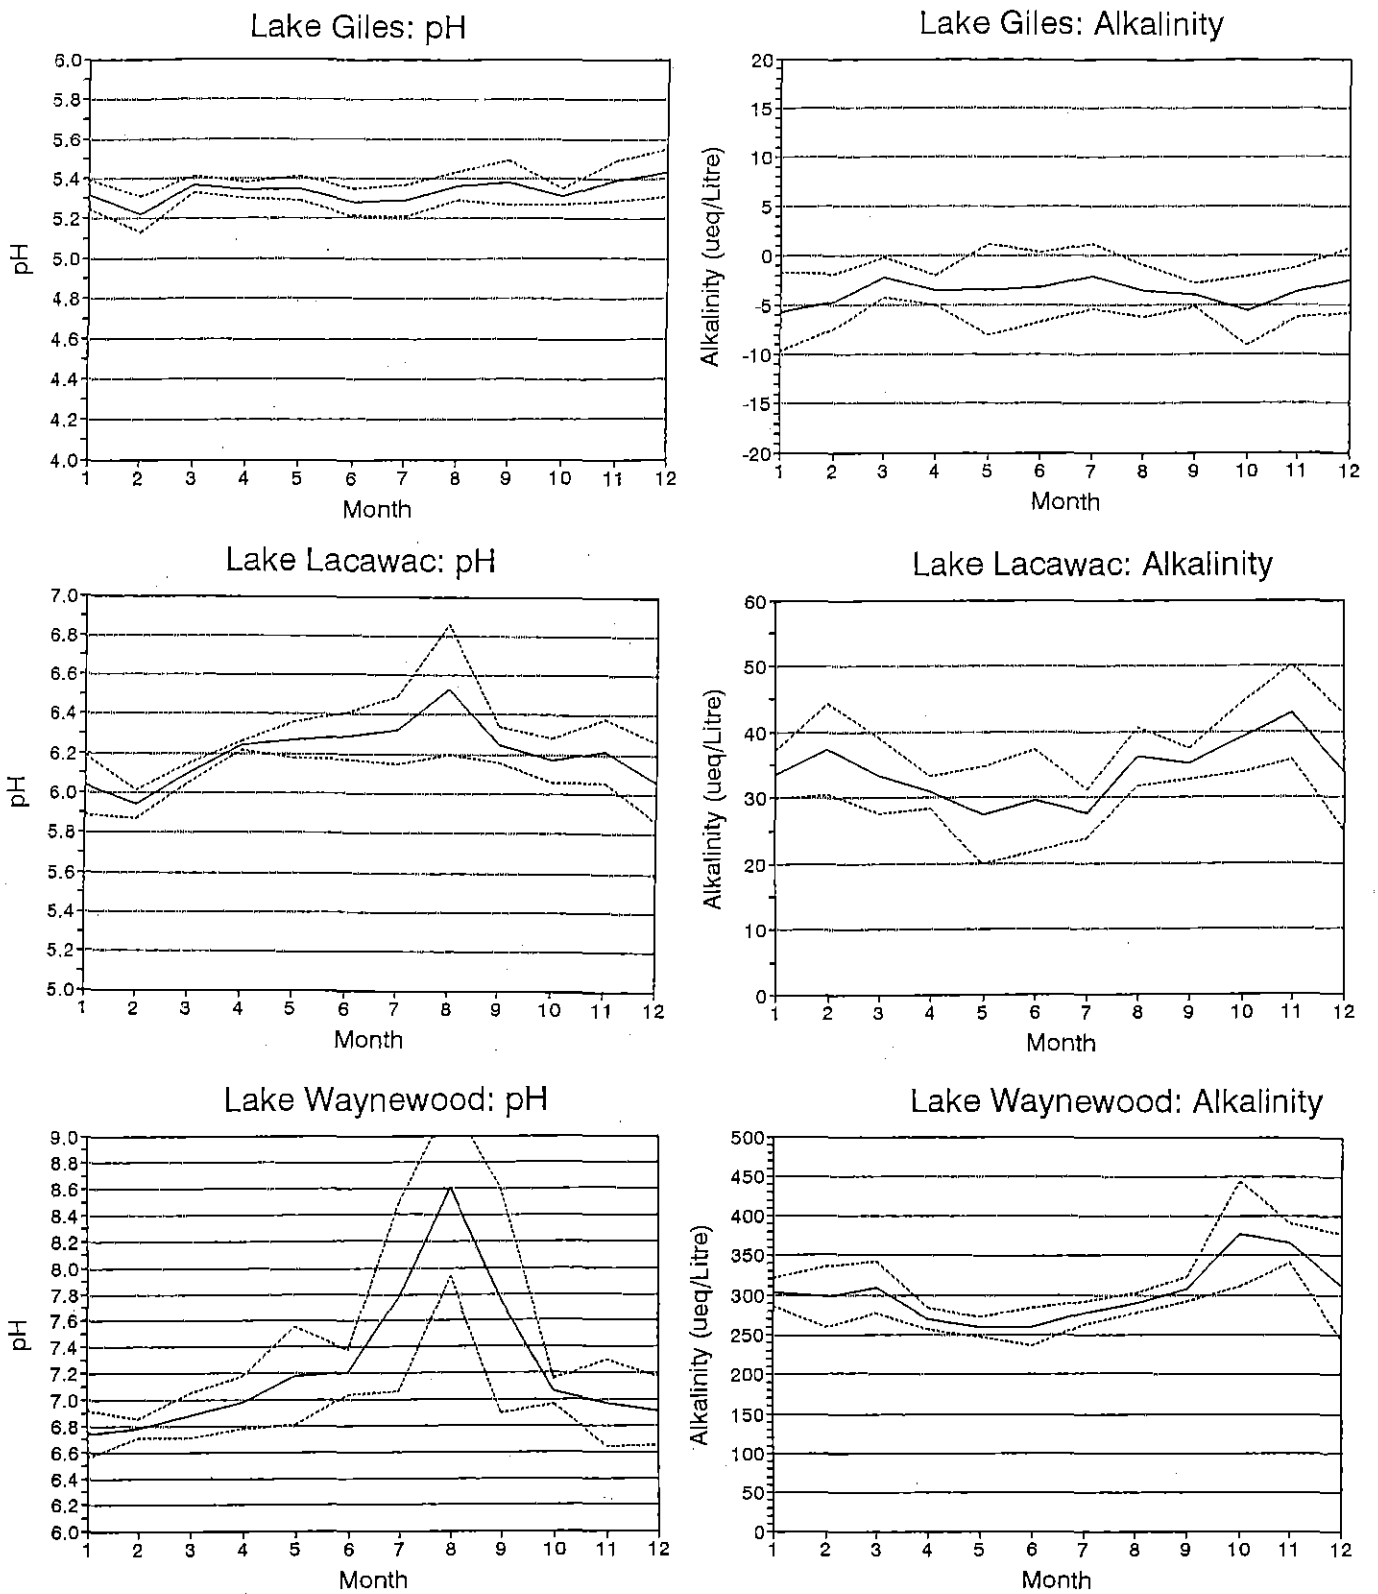 Lake Giles: pH
6.0
5.8
5.6
5.4
5.2
5.0
4.8
4.6
4.4
4.2
4.0
pH
1 2 3 4 5 6 7 8 9 10 11 12
Month
Lake Giles: Alkalinity
20
15
10
5
0
-5
-10
-15
-20
Alkalinity (ueq/Litre)
1 2 3 4 5 6 7 8 9 10 11 12
Month
Lake Lacawac: pH
7.0
6.8
6.6
6.4
6.2
6.0
5.8
5.6
5.4
5.2
5.0
pH
1 2 3 4 5 6 7 8 9 10 11 12
Month
Lake Lacawac: Alkalinity
60
50
40
30
20
10
0
Alkalinity (ueq/Litre)
1 2 3 4 5 6 7 8 9 10 11 12
Month
Lake Waynewood: pH
9.0
8.8
8.6
8.4
8.2
8.0
7.8
7.6
7.4
7.2
7.0
6.8
6.6
6.4
6.2
6.0
pH
1 2 3 4 5 6 7 8 9 10 11 12
Month
Lake Waynewood: Alkalinity
500
450
400
350
300
250
200
150
100
50
0
Alkalinity (ueq/Litre)
1 2 3 4 5 6 7 8 9 10 11 12
Month